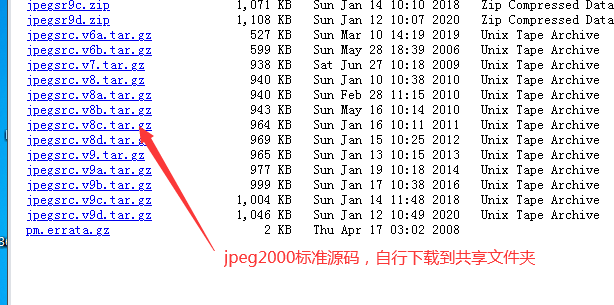 jpegsr9c.zip 1,071 KB Sun Jan 14 10:10 2018 Zip Compressed Data
jpegsr9d.zip 1,108 KB Sun Jan 12 10:07 2020 Zip Compressed Data
jpegsrc.v6a.tar.gz 527 KB Sun Mar 10 14:19 2019 Unix Tape Archive
jpegsrc.v6b.tar.gz 599 KB Sun May 28 18:39 2006 Unix Tape Archive
jpegsrc.v7.tar.gz 938 KB Sat Jun 27 10:18 2009 Unix Tape Archive
jpegsrc.v8.tar.gz 940 KB Sun Jan 10 10:38 2010 Unix Tape Archive
jpegsrc.v8a.tar.gz 940 KB Sun Feb 28 11:15 2010 Unix Tape Archive
jpegsrc.v8b.tar.gz 943 KB Sun May 16 10:14 2010 Unix Tape Archive
jpegsrc.v8c.tar.gz 964 KB Sun Jan 16 10:11 2011 Unix Tape Archive
jpegsrc.v8d.tar.gz 969 KB Sun Jan 15 10:25 2012 Unix Tape Archive
jpegsrc.v9.tar.gz 965 KB Sun Jan 13 10:15 2013 Unix Tape Archive
jpegsrc.v9a.tar.gz 977 KB Sun Jan 19 10:18 2014 Unix Tape Archive
jpegsrc.v9b.tar.gz 999 KB Sun Jan 17 10:38 2016 Unix Tape Archive
jpegsrc.v9c.tar.gz 1,004 KB Sun Jan 14 11:48 2018 Unix Tape Archive
jpegsrc.v9d.tar.gz 1,046 KB Sun Jan 12 10:49 2020 Unix Tape Archive
pm.errata.gz 2 KB Thu Apr 17 03:02 2008
jpeg2000标准源码，自行下载到共享文件夹